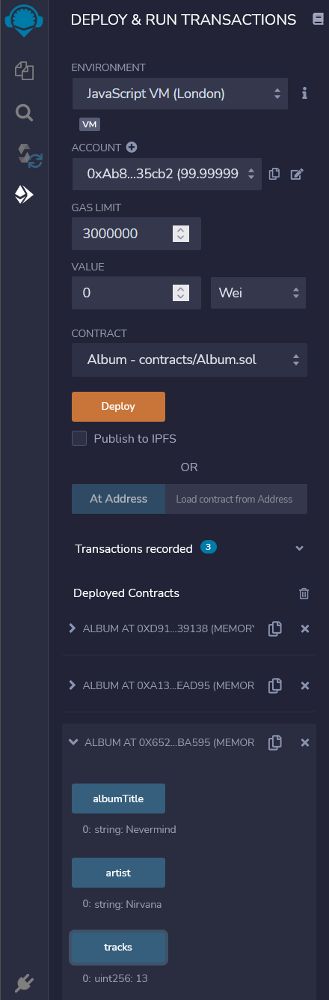 DEPLOY & RUN TRANSACTIONS
ENVIRONMENT
JavaScript VM (London)
VM
ACCOUNT
0xAb8...35cb2 (99.99999
GAS LIMIT
3000000
VALUE
0 Wei
CONTRACT
Album - contracts/Album.sol
Deploy
Publish to IPFS
OR
At Address Load contract from Address
Transactions recorded 3
Deployed Contracts
ALBUM AT 0XD91...39138 (MEMORY
ALBUM AT 0XA13...EAD95 (MEMOR
ALBUM AT 0X652...BA595 (MEMOR
albumTitle
0: string: Nevermind
artist
0: string: Nirvana
tracks
0: uint256: 13